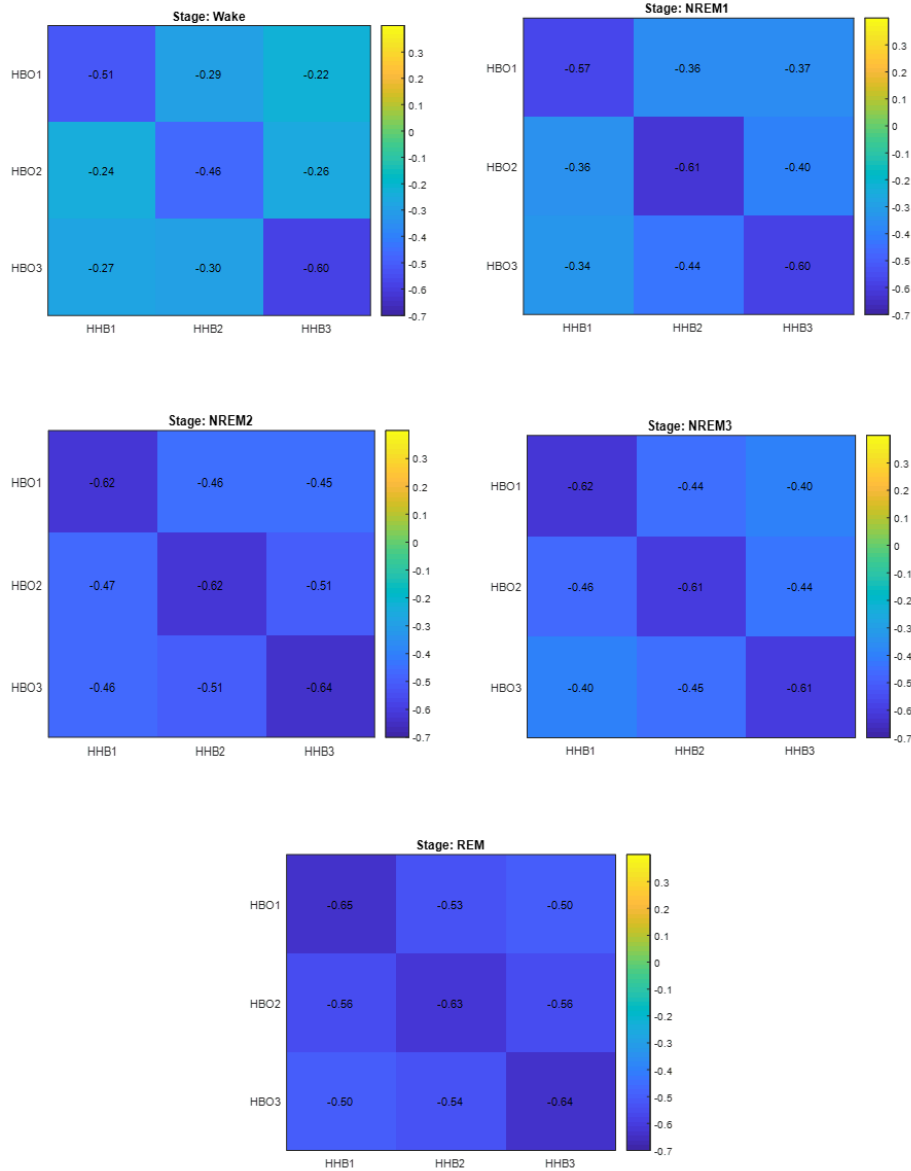 Stage: Wake
HBO1 -0.51 -0.29 -0.22
HBO2 -0.24 -0.46 -0.26
HBO3 -0.27 -0.30 -0.60
HHB1 HHB2 HHB3
0.3
0.2
0.1
0
-0.1
-0.2
-0.3
-0.4
-0.5
-0.6
-0.7
Stage: NREM1
HBO1 -0.57 -0.36 -0.37
HBO2 -0.36 -0.61 -0.40
HBO3 -0.34 -0.44 -0.60
HHB1 HHB2 HHB3
0.3
0.2
0.1
0
-0.1
-0.2
-0.3
-0.4
-0.5
-0.6
-0.7
Stage: NREM2
HBO1 -0.62 -0.46 -0.45
HBO2 -0.47 -0.62 -0.51
HBO3 -0.46 -0.51 -0.64
HHB1 HHB2 HHB3
0.3
0.2
0.1
0
-0.1
-0.2
-0.3
-0.4
-0.5
-0.6
-0.7
Stage: NREM3
HBO1 -0.62 -0.44 -0.40
HBO2 -0.46 -0.61 -0.44
HBO3 -0.40 -0.45 -0.61
HHB1 HHB2 HHB3
0.3
0.2
0.1
0
-0.1
-0.2
-0.3
-0.4
-0.5
-0.6
-0.7
Stage: REM
HBO1 -0.65 -0.53 -0.50
HBO2 -0.56 -0.63 -0.56
HBO3 -0.50 -0.54 -0.64
HHB1 HHB2 HHB3
0.3
0.2
0.1
0
-0.1
-0.2
-0.3
-0.4
-0.5
-0.6
-0.7